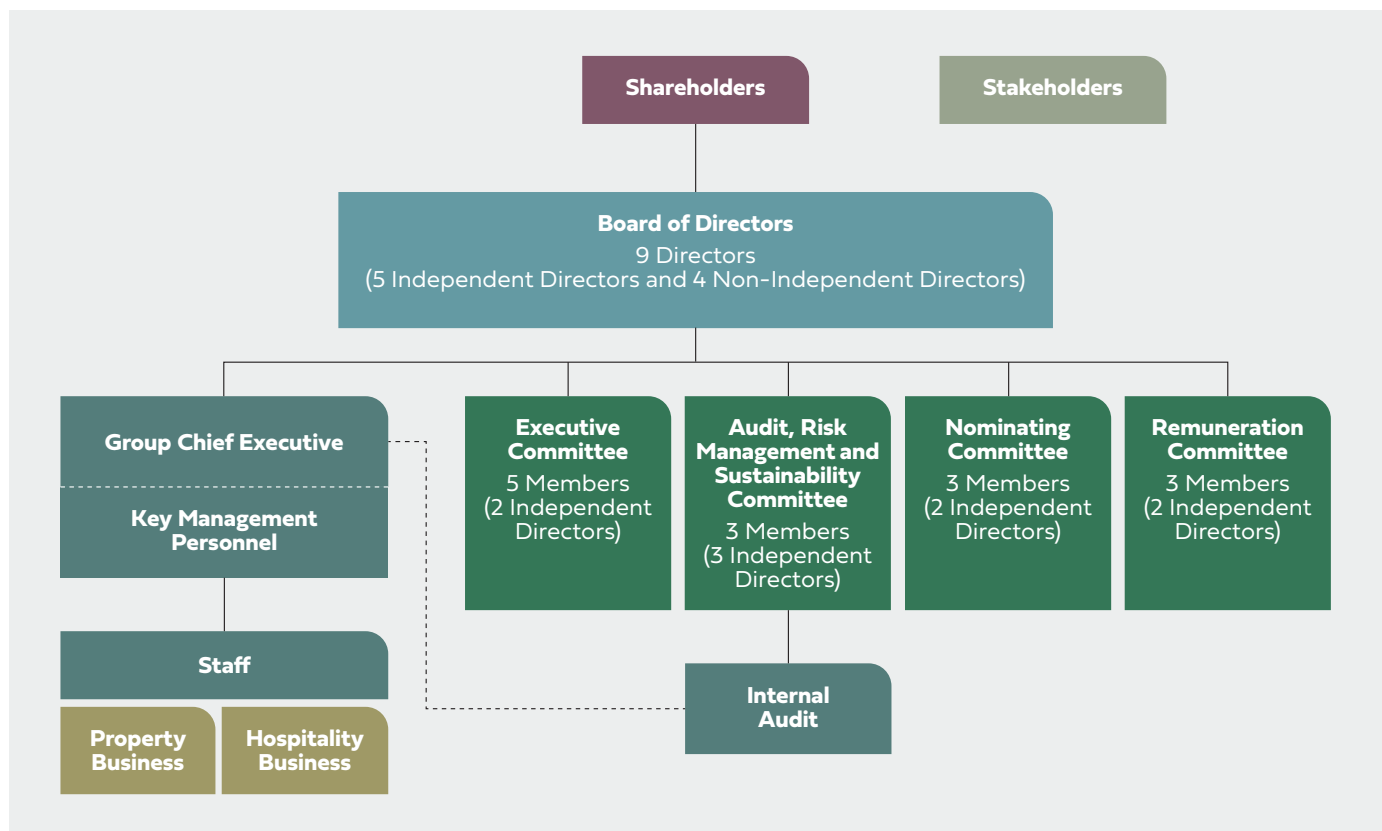 Shareholders
Stakeholders
Board of Directors
9 Directors
(5 Independent Directors and 4 Non-Independent Directors)
Group Chief Executive
Key Management
Personnel
Executive
Committee
5 Members
(2 Independent
Directors)
Audit, Risk
Management and
Sustainability
Committee
3 Members
(3 Independent
Directors)
Nominating
Committee
3 Members
(2 Independent
Directors)
Remuneration
Committee
3 Members
(2 Independent
Directors)
Staff
Internal
Audit
Property
Business
Hospitality
Business